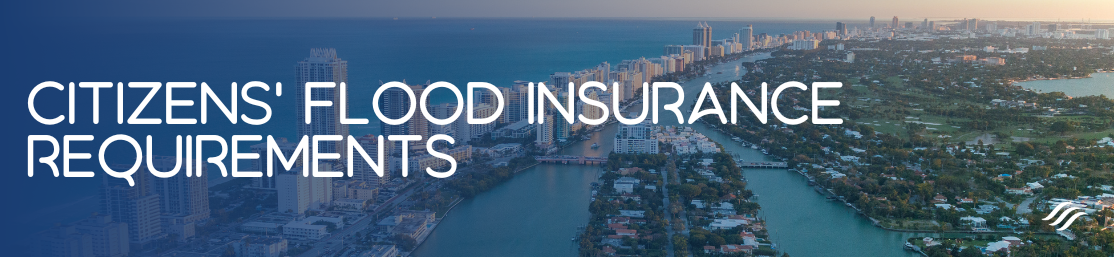 CITIZENS' FLOOD INSURANCE
REQUIREMENTS